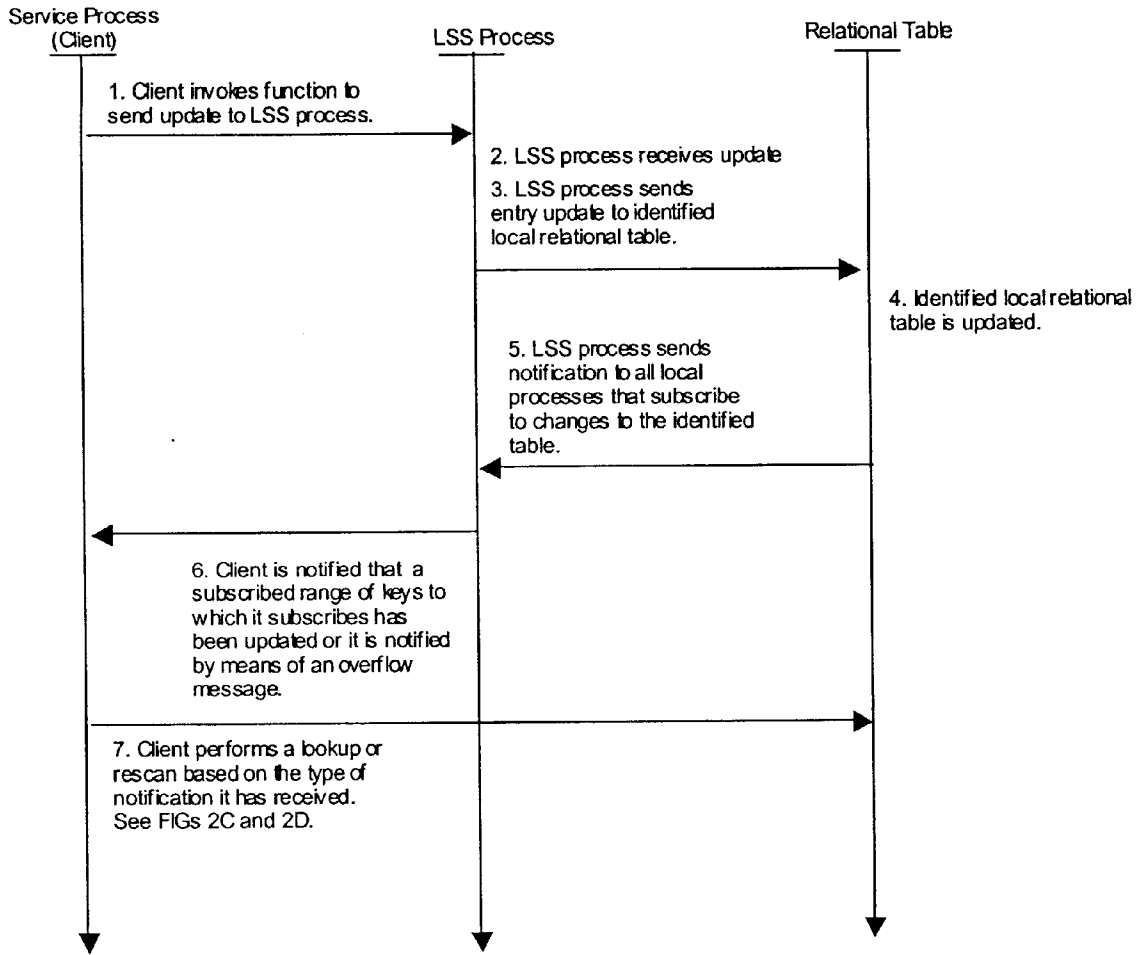 Service Process
(Client)
LSS Process
Relational Table
1. Client invokes function to
send update to LSS process.
2. LSS process receives update
3. LSS process sends
entry update to identified
local relational table.
4. Identified local relational
table is updated.
5. LSS process sends
notification to all local
processes that subscribe
to changes to the identified
table.
6. Client is notified that a
subscribed range of keys to
which it subscribes has
been updated or it is notified
by means of an overflow
message.
7. Client performs a lookup or
rescan based on the type of
notification it has received.
See FIGs 2C and 2D.